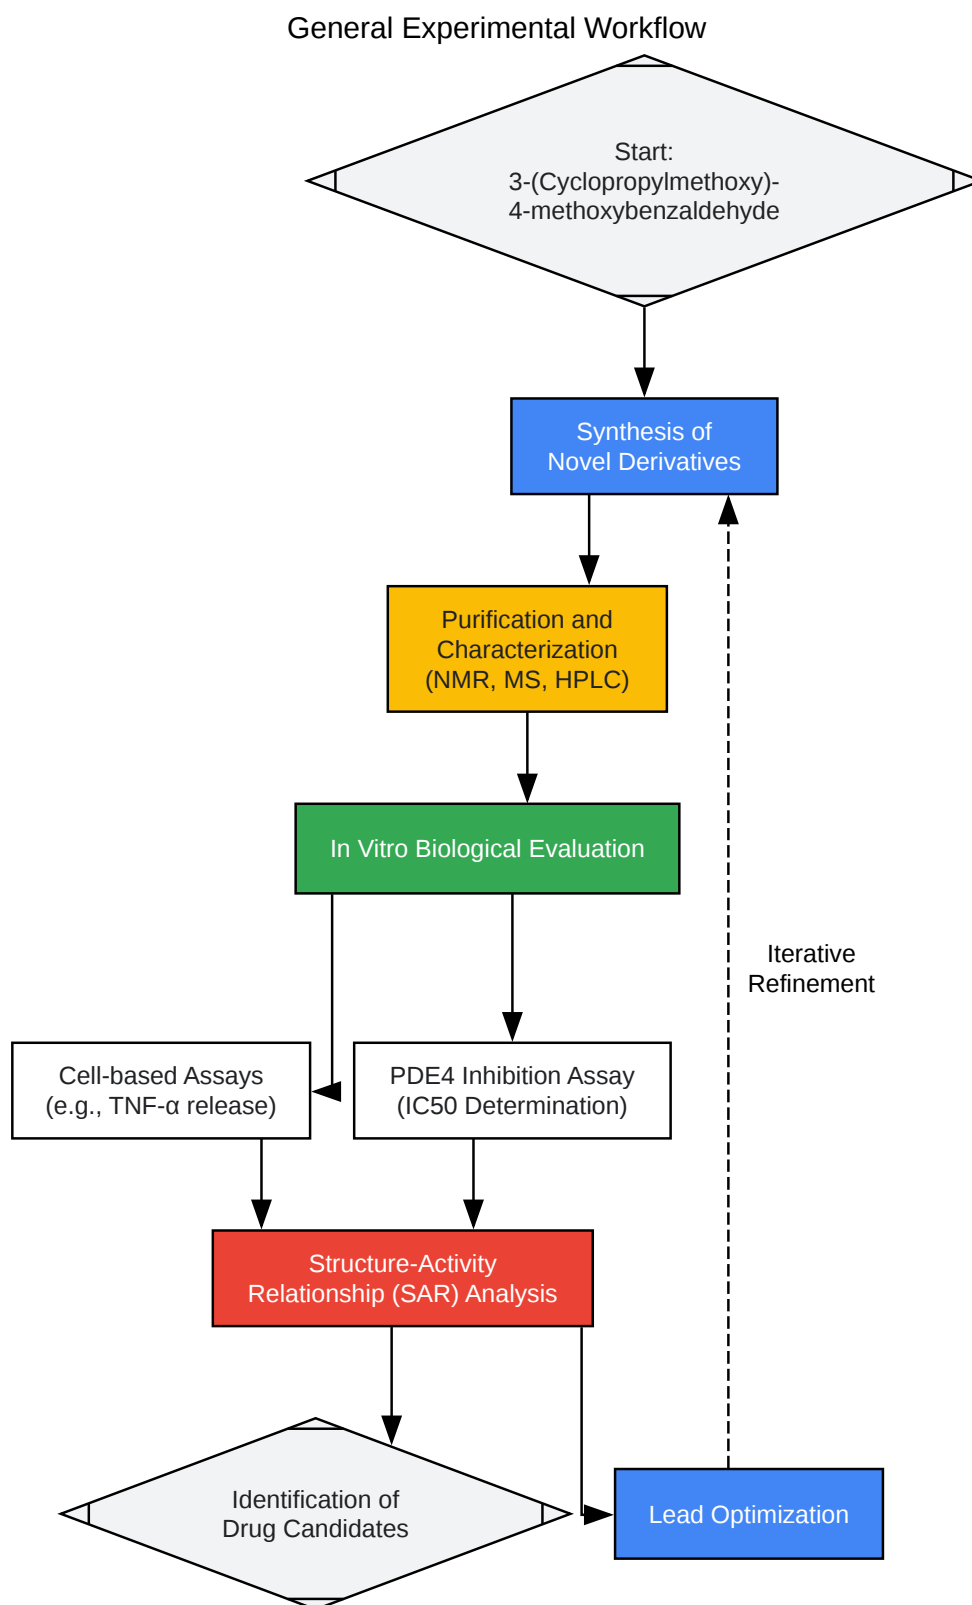 General Experimental Workflow
Start:
3-(Cyclopropylmethoxy)-
4-methoxybenzaldehyde
Synthesis of
Novel Derivatives
Purification and
Characterization
(NMR, MS, HPLC)
In Vitro Biological Evaluation
Iterative
Refinement
Cell-based Assays
(e.g., TNF-α release)
PDE4 Inhibition Assay
(IC50 Determination)
Structure-Activity
Relationship (SAR) Analysis
Identification of
Drug Candidates
Lead Optimization